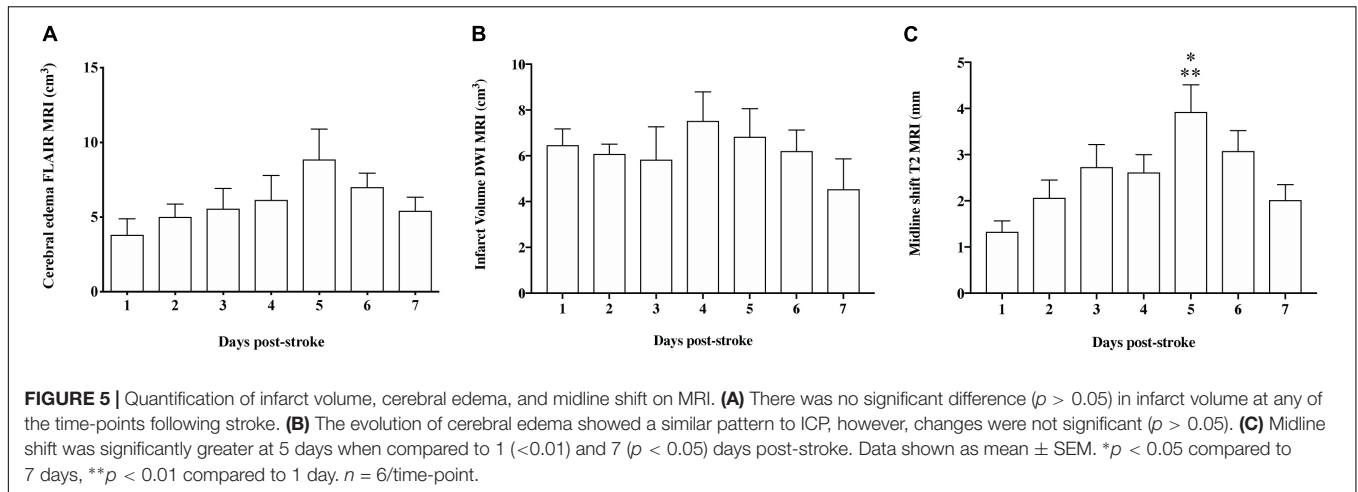 A
Cerebral edema FLAIR MRI (cm³)
15
10
5
0
1 2 3 4 5 6 7
Days post-stroke
B
Infarct Volume DWI MRI (cm³)
10
8
6
4
2
0
1 2 3 4 5 6 7
Days post-stroke
C
Midline shift T2 MRI (mm
5
4
3
2
1
0
*
**
1 2 3 4 5 6 7
Days post-stroke
FIGURE 5 | Quantification of infarct volume, cerebral edema, and midline shift on MRI. (A) There was no significant difference (p > 0.05) in infarct volume at any of
the time-points following stroke. (B) The evolution of cerebral edema showed a similar pattern to ICP, however, changes were not significant (p > 0.05). (C) Midline
shift was significantly greater at 5 days when compared to 1 (<0.01) and 7 (p < 0.05) days post-stroke. Data shown as mean ± SEM. *p < 0.05 compared to
7 days, **p < 0.01 compared to 1 day. n = 6/time-point.